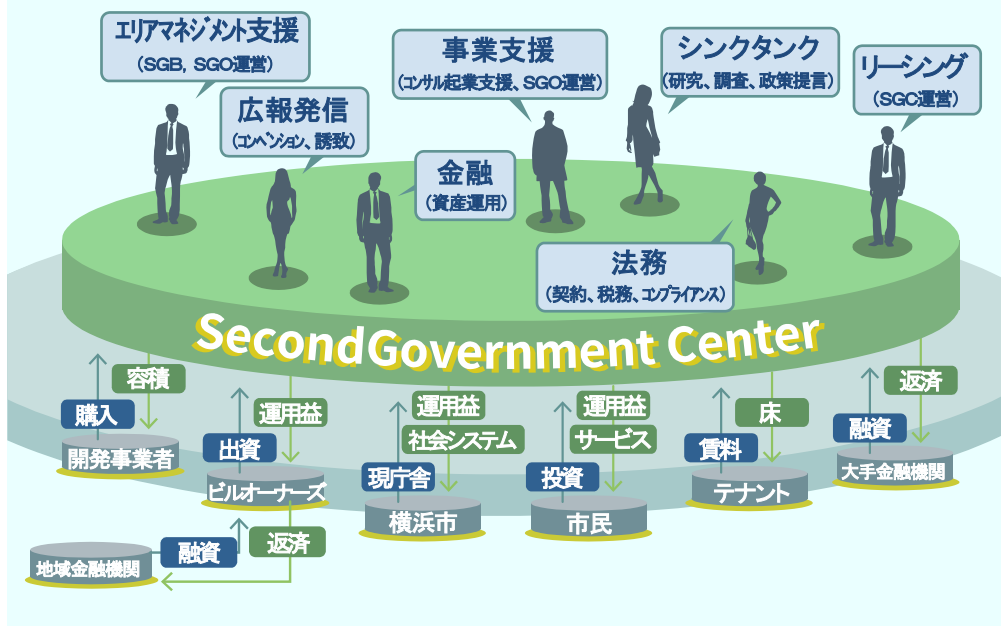 エリアマネジメント支援
（SGB, SGO運営）
広報発信
（コンベンション、誘致）
事業支援
（コンサル起業支援、SGO運営）
金融
（資産運用）
シンクタンク
（研究、調査、政策提言）
リーシング
（SGC運営）
法務
（契約、税務、コンプライアンス）
SecondGovernment Center
容積
購入
開発事業者
運用益
出資
ビルオーナーズ
運用益
社会システム
現庁舎
横浜市
運用益
サービス
投資
市民
床
賃料
テナント
返済
融資
大手金融機関
返済
融資
地域金融機関